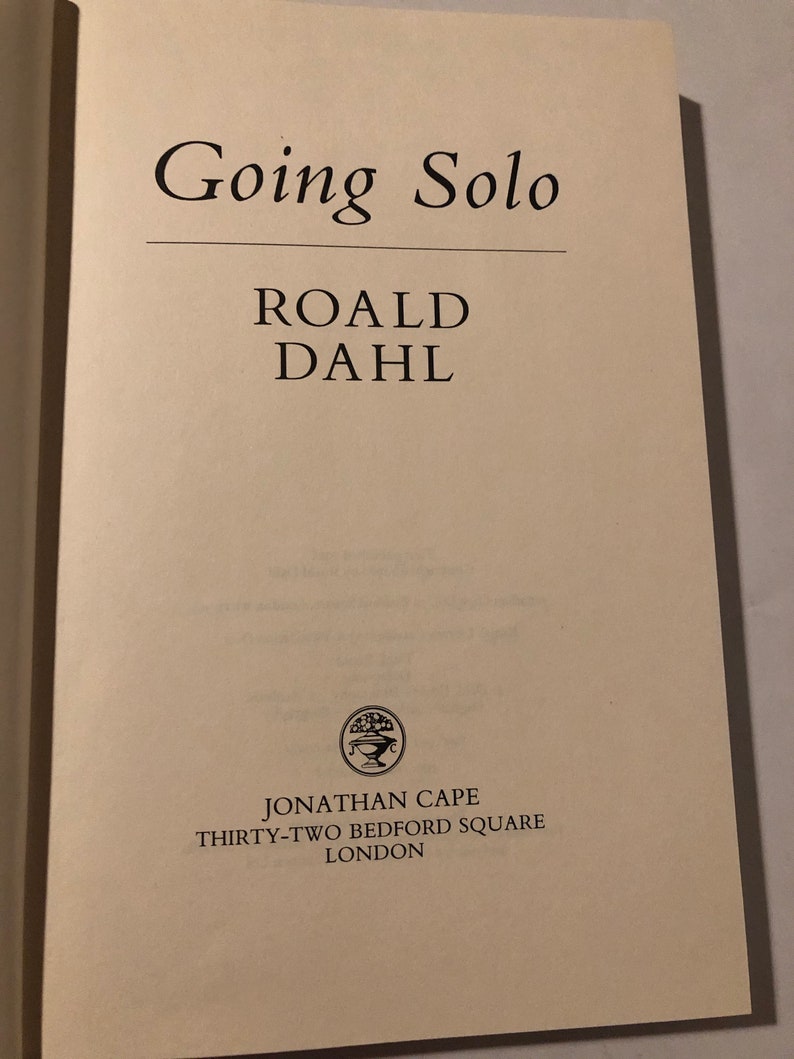 Going Solo
ROALD
DAHL
J C
JONATHAN CAPE
THIRTY-TWO BEDFORD SQUARE
LONDON